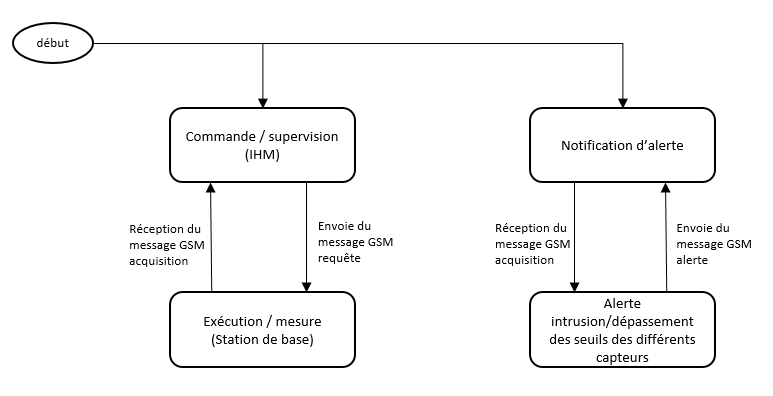 début
Commande / supervision
(IHM)
Notification d'alerte
Réception du
message GSM
acquisition
Envoie du
message GSM
requête
Réception du
message GSM
acquisition
Envoie du
message GSM
alerte
Exécution / mesure
(Station de base)
Alerte
intrusion/dépassement
des seuils des différents
capteurs